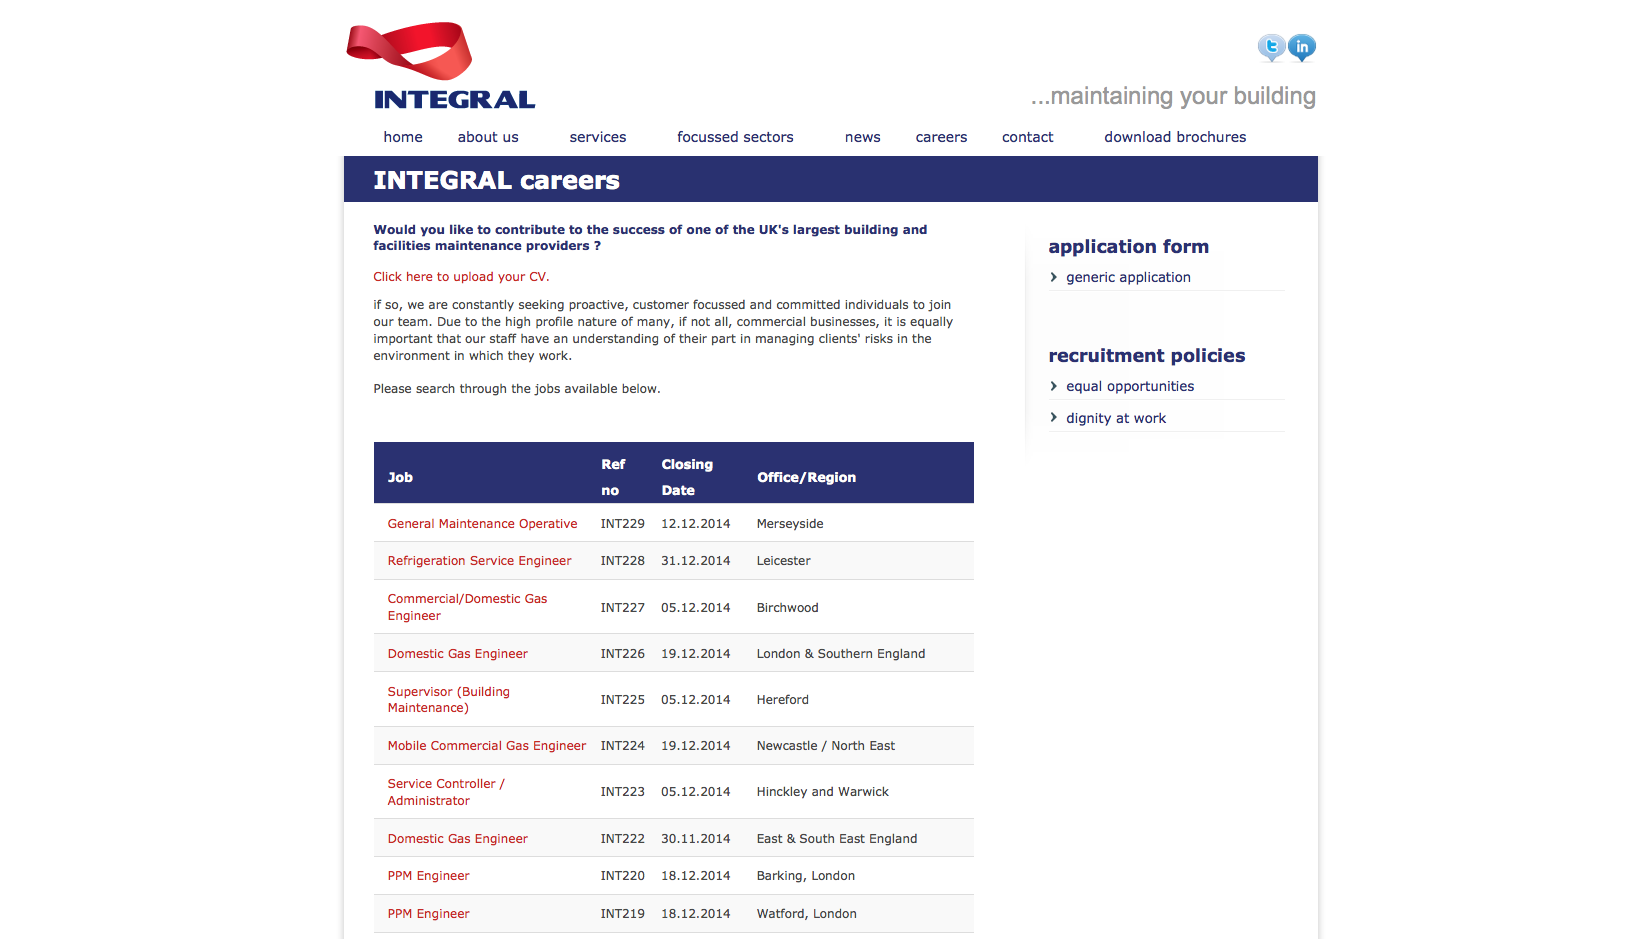 INTEGRAL
in
...maintaining your building
home about us services focussed sectors news careers contact download brochures
INTEGRAL careers
Would you like to contribute to the success of one of the UK's largest building and
facilities maintenance providers ?
Click here to upload your CV.
if so, we are constantly seeking proactive, customer focussed and committed individuals to join
our team. Due to the high profile nature of many, if not all, commercial businesses, it is equally
important that our staff have an understanding of their part in managing clients' risks in the
environment in which they work.
Please search through the jobs available below.
application form
generic application
recruitment policies
equal opportunities
dignity at work
Job Ref no Closing Date Office/Region
General Maintenance Operative INT229 12.12.2014 Merseyside
Refrigeration Service Engineer INT228 31.12.2014 Leicester
Commercial/Domestic Gas
Engineer INT227 05.12.2014 Birchwood
Domestic Gas Engineer INT226 19.12.2014 London & Southern England
Supervisor (Building
Maintenance) INT225 05.12.2014 Hereford
Mobile Commercial Gas Engineer INT224 19.12.2014 Newcastle / North East
Service Controller /
Administrator INT223 05.12.2014 Hinckley and Warwick
Domestic Gas Engineer INT222 30.11.2014 East & South East England
PPM Engineer INT220 18.12.2014 Barking, London
PPM Engineer INT219 18.12.2014 Watford, London